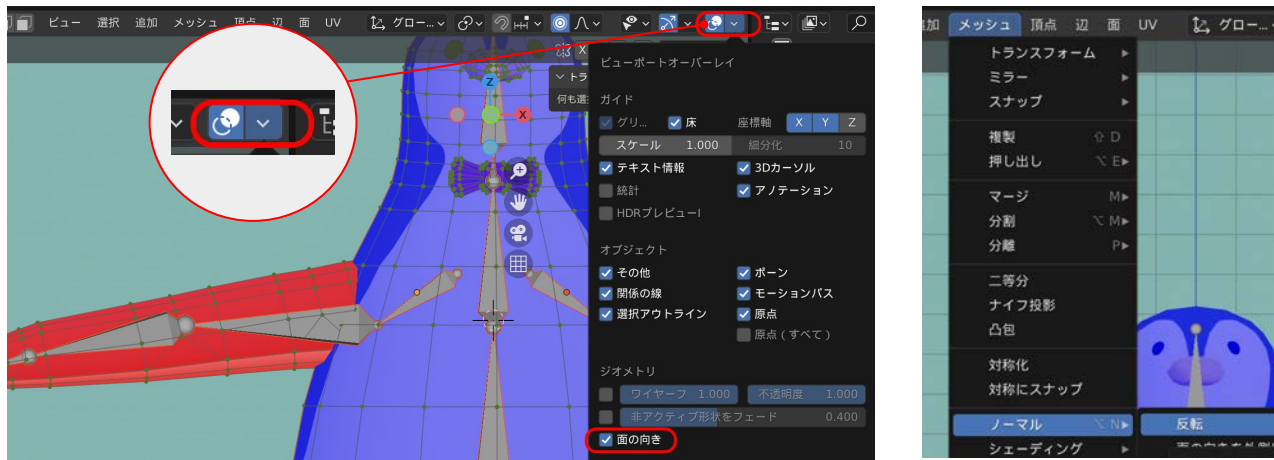 ビュー 選択 追加 メッシュ 頂点 辺 面 UV グロー...
Z
X
X
トラ
何も選
ビューポートオーバーレイ
ガイド
グリ... 床 座標軸 X Y Z
スケール 1.000 細分化 10
テキスト情報 3Dカーソル
統計 アノテーション
HDRプレビューI
オブジェクト
その他 ボーン
関係の線 モーションパス
選択アウトライン 原点
原点 ( すべて )
ジオメトリ
ワイヤーフ 1.000 不透明度 1.000
非アクティブ形状をフェード 0.400
面の向き
追加 メッシュ 頂点 辺 面 UV グロー...
トランスフォーム
ミラー
スナップ
複製 ⇧ D
押し出し ⌥ E
マージ M
分割 ⌥ M
分離 P
二等分
ナイフ投影
凸包
対称化
対称にスナップ
ノーマル ⌥ N
反転
シェーディング